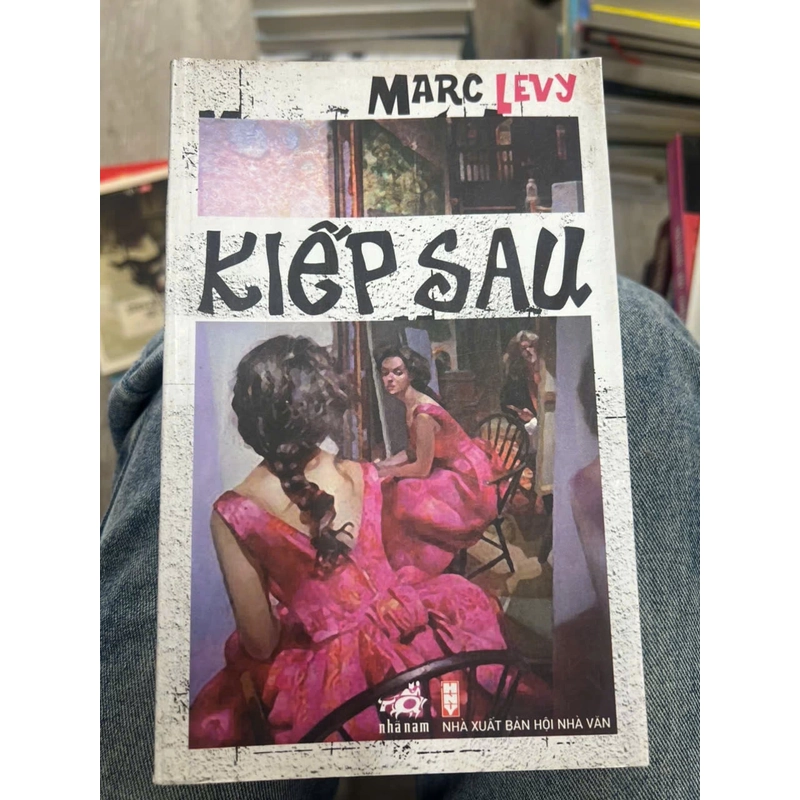 MARC LEVY
KIẾP SAU
nhã nam
NHÀ XUẤT BẢN HỘI NHÀ VĂN